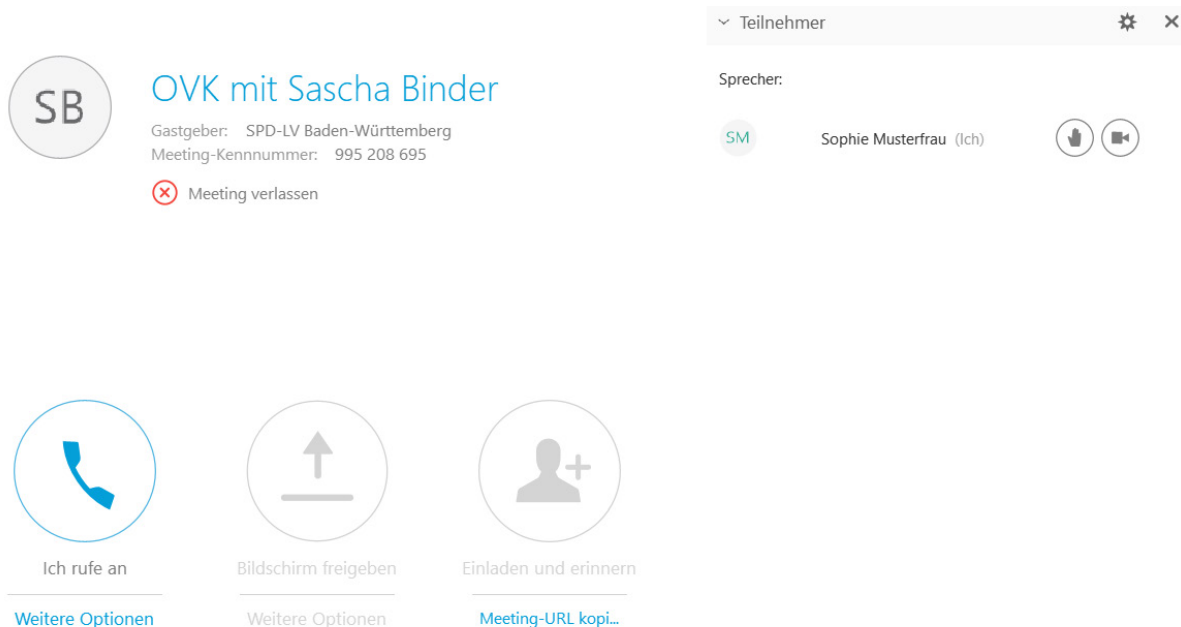 SB
OVK mit Sascha Binder
Gastgeber: SPD-LV Baden-Württemberg
Meeting-Kennnummer: 995 208 695
Meeting verlassen
Ich rufe an
Weitere Optionen
Bildschirm freigeben
Weitere Optionen
Einladen und erinnern
Meeting-URL kopi...
Teilnehmer
Sprecher:
SM
Sophie Musterfrau (Ich)